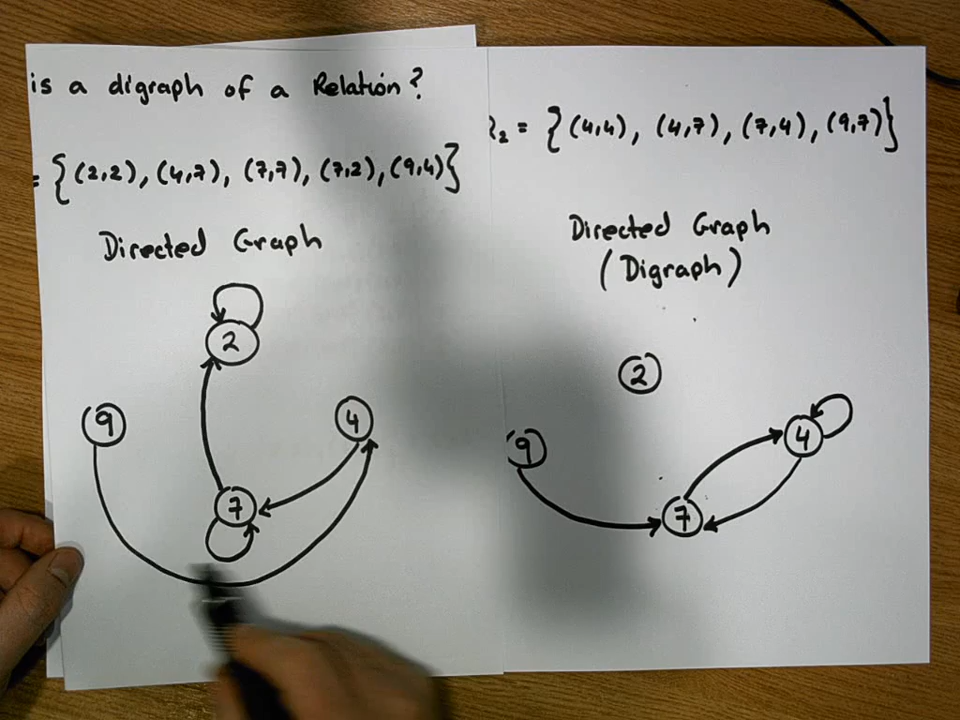 is a digraph of a Relation?
= {(2,2), (4,7), (7,7), (7,2), (9,4)}
Directed Graph
2
9
4
7
R₂ = {(4,4), (4,7), (7,4), (9,7)}
Directed Graph
(Digraph)
2
9
4
7